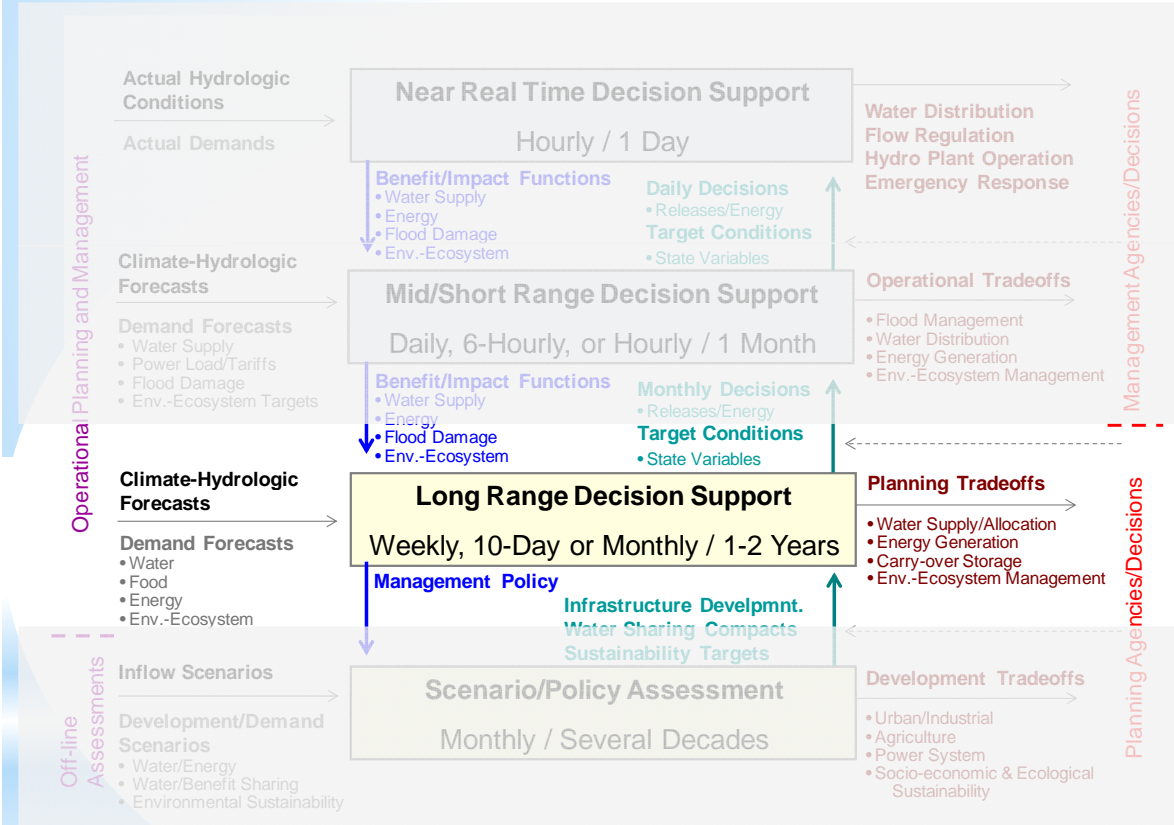 Actual Hydrologic
Conditions
Actual Demands
Near Real Time Decision Support
Hourly / 1 Day
Water Distribution
Flow Regulation
Hydro Plant Operation
Emergency Response
Benefit/Impact Functions
• Water Supply
• Energy
• Flood Damage
• Env.-Ecosystem
Daily Decisions
• Releases/Energy
Target Conditions
• State Variables
Climate-Hydrologic
Forecasts
Demand Forecasts
• Water Supply
• Power Load/Tariffs
• Flood Damage
• Env.-Ecosystem Targets
Mid/Short Range Decision Support
Daily, 6-Hourly, or Hourly / 1 Month
Operational Tradeoffs
• Flood Management
• Water Distribution
• Energy Generation
• Env.-Ecosystem Management
Benefit/Impact Functions
• Water Supply
• Energy
• Flood Damage
• Env.-Ecosystem
Monthly Decisions
• Releases/Energy
Target Conditions
• State Variables
Climate-Hydrologic
Forecasts
Demand Forecasts
• Water
• Food
• Energy
• Env.-Ecosystem
Long Range Decision Support
Weekly, 10-Day or Monthly / 1-2 Years
Planning Tradeoffs
• Water Supply/Allocation
• Energy Generation
• Carry-over Storage
• Env.-Ecosystem Management
Management Policy
Infrastructure Develpmnt.
Water Sharing Compacts
Sustainability Targets
Inflow Scenarios
Development/Demand
Scenarios
• Water/Energy
• Water/Benefit Sharing
• Environmental Sustainability
Scenario/Policy Assessment
Monthly / Several Decades
Development Tradeoffs
• Urban/Industrial
• Agriculture
• Power System
• Socio-economic & Ecological
Sustainability
Operational Planning and Management
Off-line
Assessments
Management Agencies/Decisions
Planning Agencies/Decisions